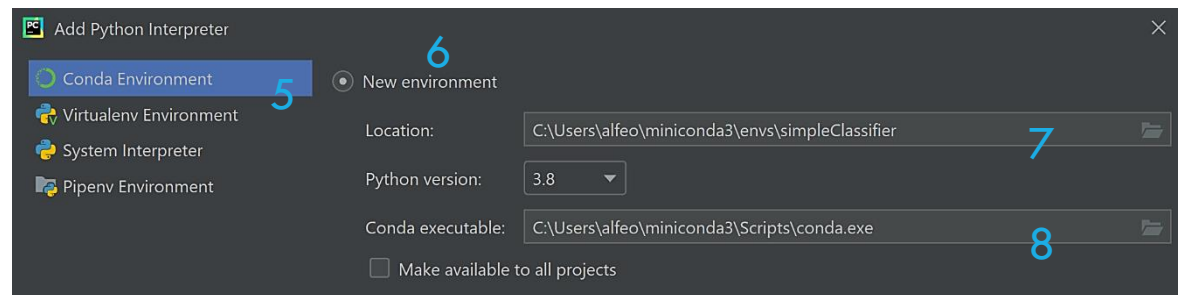 PC Add Python Interpreter
6
Conda Environment 5 New environment
Virtualenv Environment
Location: C:\Users\alfeo\miniconda3\envs\simpleClassifier 7
System Interpreter
Python version: 3.8
Pipenv Environment
Conda executable: C:\Users\alfeo\miniconda3\Scripts\conda.exe 8
Make available to all projects